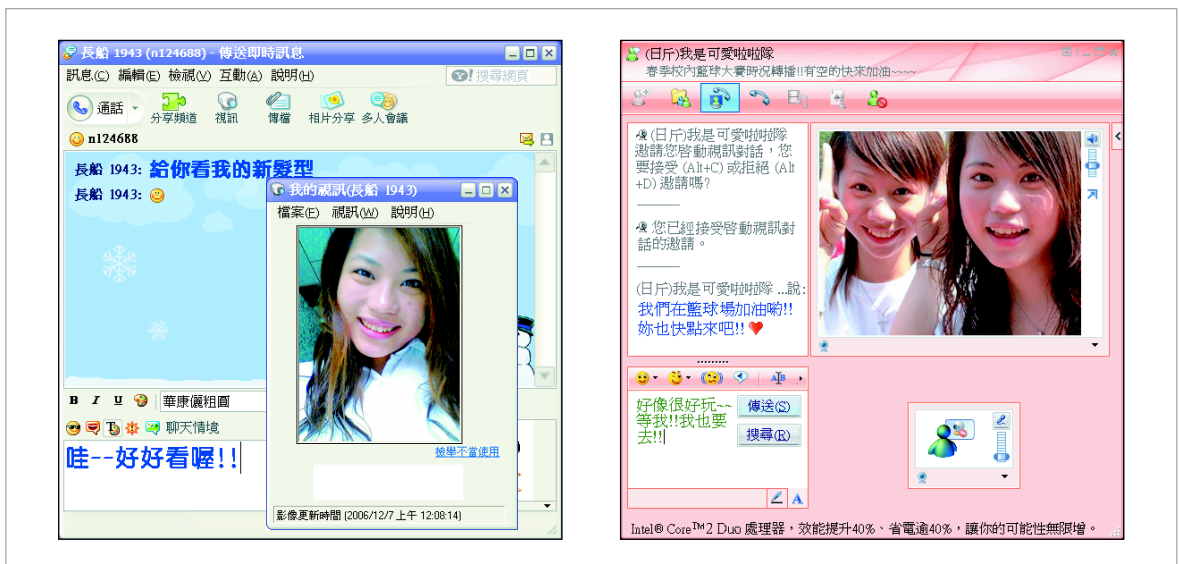 長船 1943 (n124688) - 傳送即時訊息
訊息(C) 編輯(E) 檢視(V) 互動(A) 說明(H)
搜尋網頁
通話
分享頻道 視訊 傳檔 相片分享 多人會議
n124688
長船 1943: 給你看我的新髮型
長船 1943:
我的視訊(長船 1943)
檔案(E) 視訊(W) 說明(H)
檢舉不當使用
影像更新時間 (2006/12/7 上午 12:08:14)
B I U 華康儷粗圓
聊天情境
哇--好好看喔!!
(日斤)我是可愛啦啦隊
春季校內籃球大賽時況轉播!!有空的快來加油~~~~
(日斤)我是可愛啦啦隊
邀請您啓動視訊對話，您
要接受 (Alt+C) 或拒絕 (Alt
+D) 邀請嗎?
您已經接受啓動視訊對
話的邀請。
(日斤)我是可愛啦啦隊 ...說:
我們在籃球場加油喲!!
妳也快點來吧!!
好像很好玩~~
等我!!我也要
去!!
傳送(S)
搜尋(R)
Intel® Core™2 Duo 處理器，效能提升40%、省電逾40%，讓你的可能性無限增。